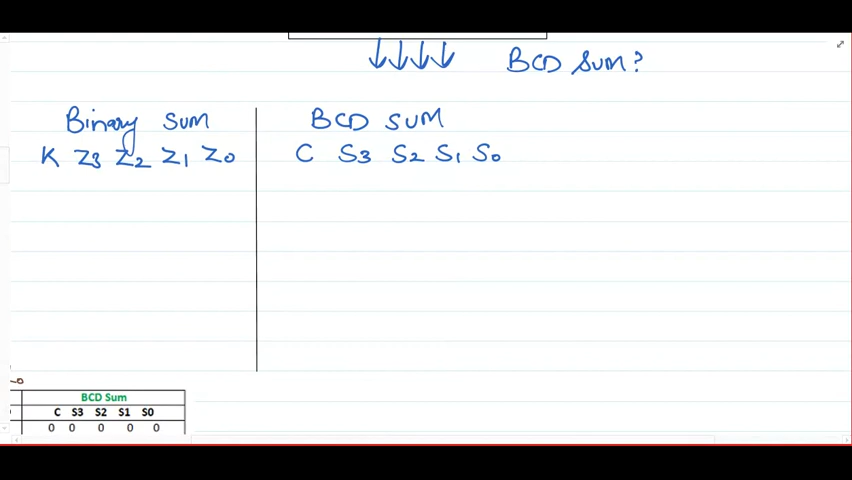 BCD Sum?
Binary Sum
BCD Sum
K Z3 Z2 Z1 Z0
C S3 S2 S1 S0
BCD Sum
C S3 S2 S1 S0
0 0 0 0 0